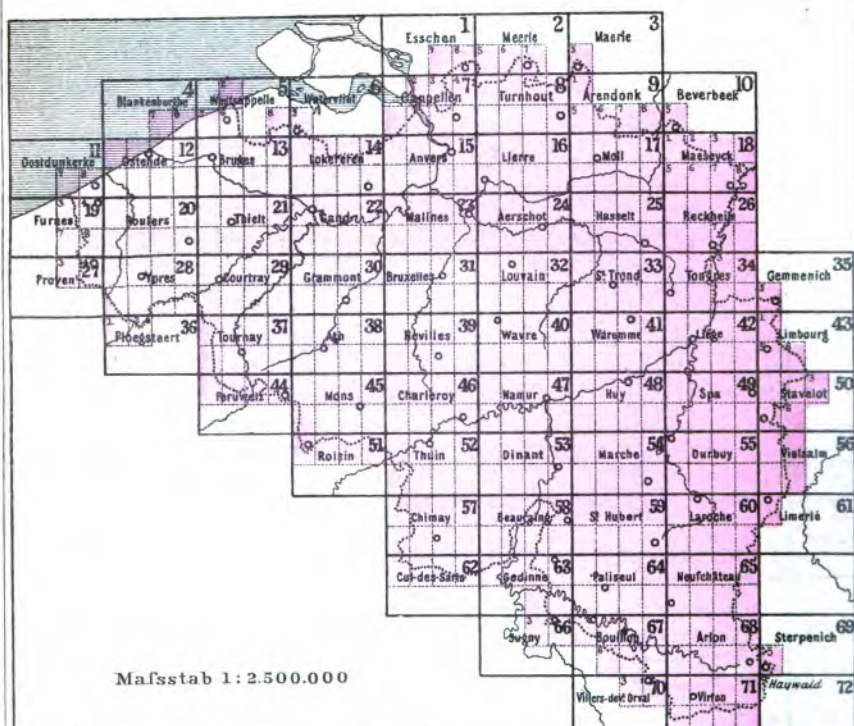 1 2 3
Esschen Meerle Maerle
4 5 6 7 8 9 10
Blankenberghe Westcappelle Watervliet Cappellen Turnhout Arendonk Beverbeek
11 12 13 14 15 16 17 18
Oostdunkerke Ostende Bruges Lokeren Anvers Lierre Moll Maeseyck
19 20 21 22 23 24 25 26
Furnes Roulers Thielt Gand Malines Aerschot Hasselt Reckheim
27 28 29 30 31 32 33 34 35
Proven Ypres Courtray Grammont Bruxelles Louvain St Trond Tongres Gemmenich
36 37 38 39 40 41 42 43
Ploegsteert Tournay Ath Nivelles Wavre Waremme Liége Limbourg
44 45 46 47 48 49 50
Peruwelz Mons Charleroy Namur Huy Spa Stavelot
51 52 53 54 55 56
Roisin Thuin Dinant Marche Durbuy Vielsalm
57 58 59 60 61
Chimay Beauraing St Hubert Laroche Limerlé
62 63 64 65
Cul-des-Sarts Gedinne Paliseul Neufchâteau
66 67 68 69
Sugny Bouillon Arlon Sterpenich
Maſsstab 1:2.500.000
70 71 72
Villers-devt Orval Virton Haywaid